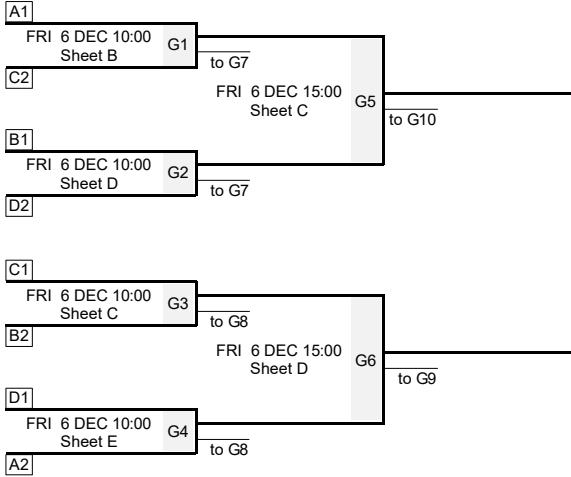 A1
FRI 6 DEC 10:00
Sheet B
G1
to G7
C2
FRI 6 DEC 15:00
Sheet C
G5
to G10
B1
FRI 6 DEC 10:00
Sheet D
G2
to G7
D2
C1
FRI 6 DEC 10:00
Sheet C
G3
to G8
B2
FRI 6 DEC 15:00
Sheet D
G6
to G9
D1
FRI 6 DEC 10:00
Sheet E
G4
to G8
A2